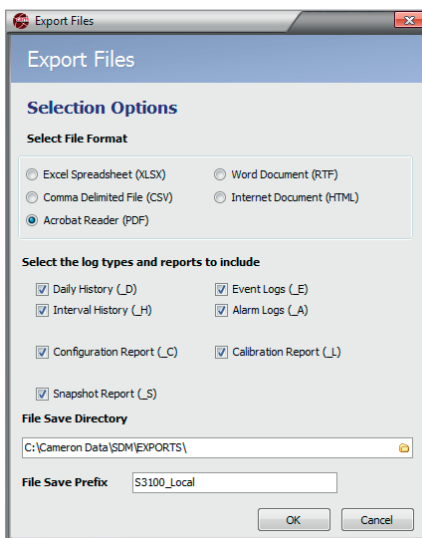 Export Files
Export Files
Selection Options
Select File Format
Excel Spreadsheet (XLSX) Word Document (RTF)
Comma Delimited File (CSV) Internet Document (HTML)
Acrobat Reader (PDF)
Select the log types and reports to include
Daily History (_D) Event Logs (_E)
Interval History (_H) Alarm Logs (_A)
Configuration Report (_C) Calibration Report (_L)
Snapshot Report (_S)
File Save Directory
C:\Cameron Data\SDM\EXPORTS\
File Save Prefix S3100_Local
OK Cancel